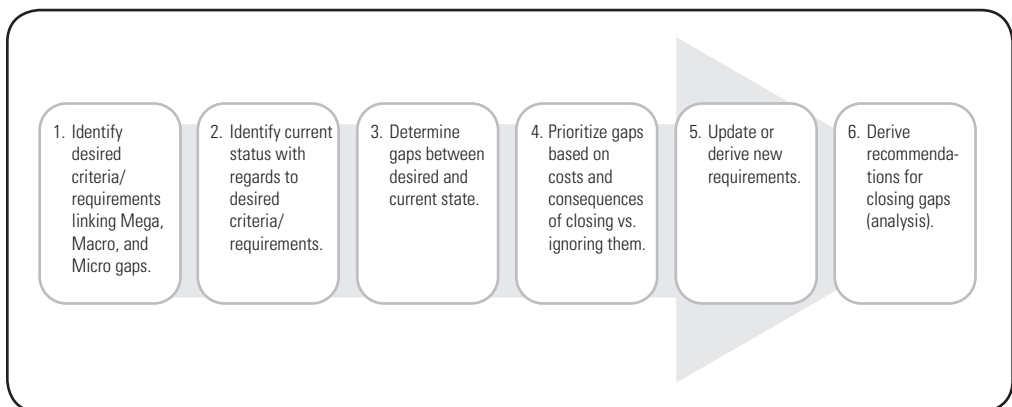 1. Identify
desired
criteria/
requirements
linking Mega,
Macro, and
Micro gaps.
2. Identify current
status with
regards to
desired
criteria/
requirements.
3. Determine
gaps between
desired and
current state.
4. Prioritize gaps
based on
costs and
consequences
of closing vs.
ignoring them.
5. Update or
derive new
requirements.
6. Derive
recommenda-
tions for
closing gaps
(analysis).